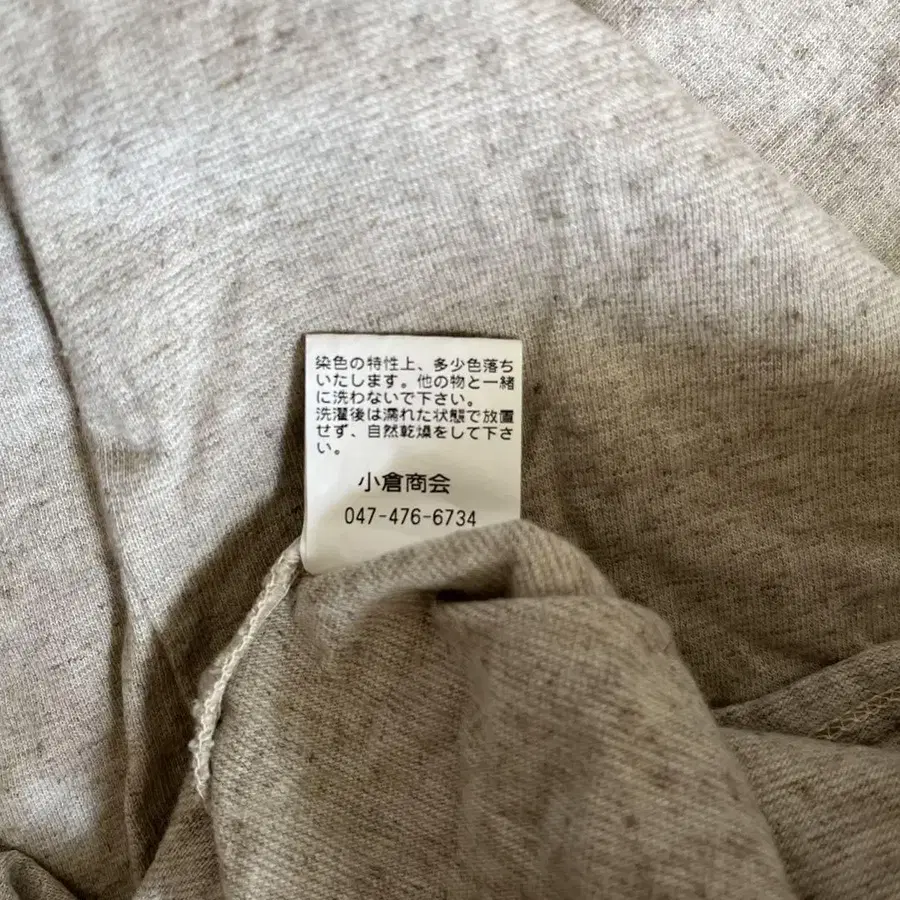 染色の特性上、多少色落ち
いたします。他の物と一緒
に洗わないで下さい。
洗濯後は濡れた状態で放置
せず、自然乾燥をして下さ
い。
小倉商会
047-476-6734